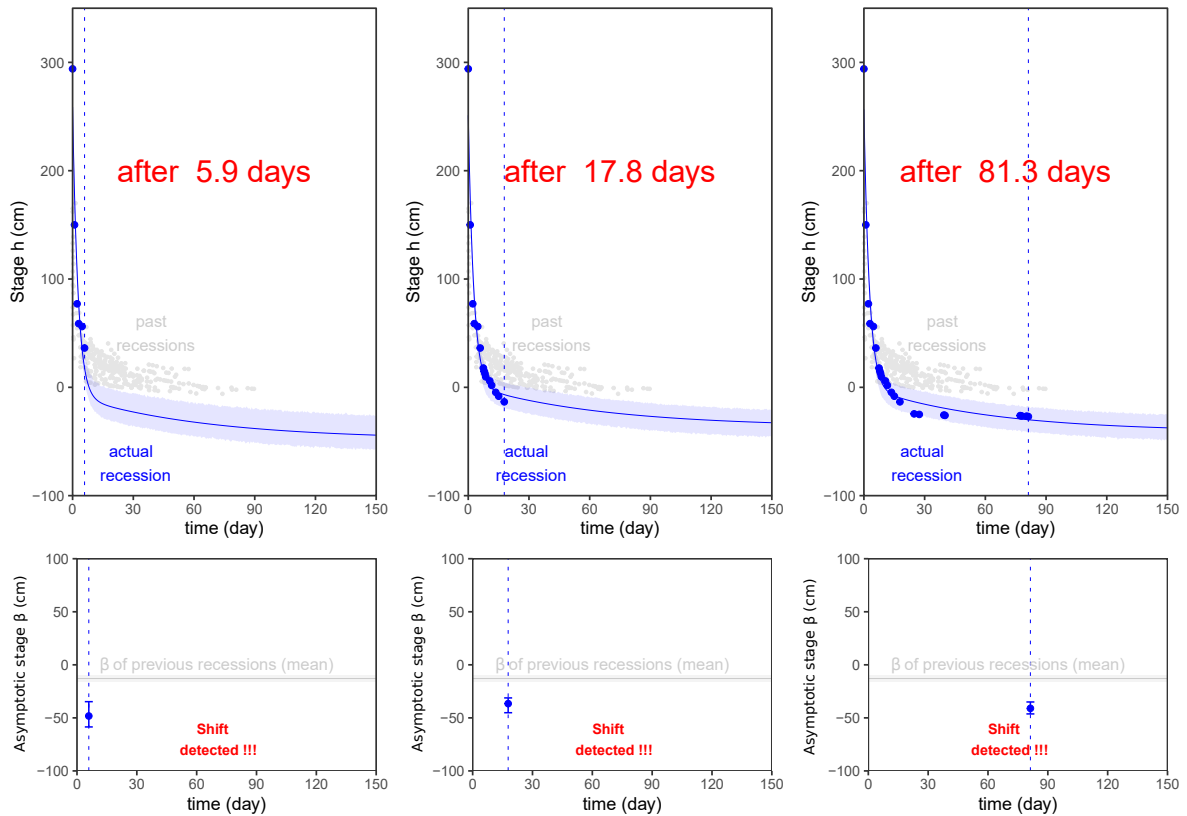 Stage h (cm)
300
200
100
0
−100
after 5.9 days
past
recessions
actual
recession
0
30
60
90
120
150
time (day)
Stage h (cm)
300
200
100
0
−100
after 17.8 days
past
recessions
actual
recession
0
30
60
90
120
150
time (day)
Stage h (cm)
300
200
100
0
−100
after 81.3 days
past
recessions
actual
recession
0
30
60
90
120
150
time (day)
Asymptotic stage β (cm)
100
50
0
−50
−100
β of previous recessions (mean)
Shift
detected !!!
0
30
60
90
120
150
time (day)
Asymptotic stage β (cm)
100
50
0
−50
−100
β of previous recessions (mean)
Shift
detected !!!
0
30
60
90
120
150
time (day)
Asymptotic stage β (cm)
100
50
0
−50
−100
β of previous recessions (mean)
Shift
detected !!!
0
30
60
90
120
150
time (day)